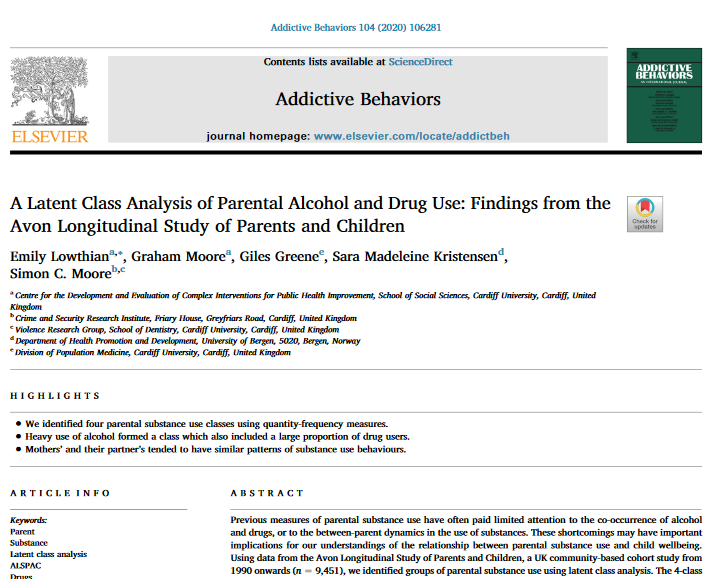 Addictive Behaviors 104 (2020) 106281
Contents lists available at ScienceDirect
Addictive Behaviors
journal homepage: www.elsevier.com/locate/addictbeh
ELSEVIER
ADDICTIVE
BEHAVIORS
A Latent Class Analysis of Parental Alcohol and Drug Use: Findings from the
Avon Longitudinal Study of Parents and Children
Check for
updates
Emily Lowthianᵃ,*, Graham Mooreᵃ, Giles Greeneᵉ, Sara Madeleine Kristensenᵈ,
Simon C. Mooreᵇ,ᶜ
ᵃ Centre for the Development and Evaluation of Complex Interventions for Public Health Improvement, School of Social Sciences, Cardiff University, Cardiff, United
Kingdom
ᵇ Crime and Security Research Institute, Friary House, Greyfriars Road, Cardiff, United Kingdom
ᶜ Violence Research Group, School of Dentistry, Cardiff University, Cardiff, United Kingdom
ᵈ Department of Health Promotion and Development, University of Bergen, 5020, Bergen, Norway
ᵉ Division of Population Medicine, Cardiff University, Cardiff, United Kingdom
HIGHLIGHTS
• We identified four parental substance use classes using quantity-frequency measures.
• Heavy use of alcohol formed a class which also included a large proportion of drug users.
• Mothers' and their partner's tended to have similar patterns of substance use behaviours.
ARTICLE INFO
Keywords:
Parent
Substance
Latent class analysis
ALSPAC
Drugs
ABSTRACT
Previous measures of parental substance use have often paid limited attention to the co-occurrence of alcohol
and drugs, or to the between-parent dynamics in the use of substances. These shortcomings may have important
implications for our understandings of the relationship between parental substance use and child wellbeing.
Using data from the Avon Longitudinal Study of Parents and Children, a UK community-based cohort study from
1990 onwards (n = 9,451), we identified groups of parental substance use using latent class analysis. The 4-class